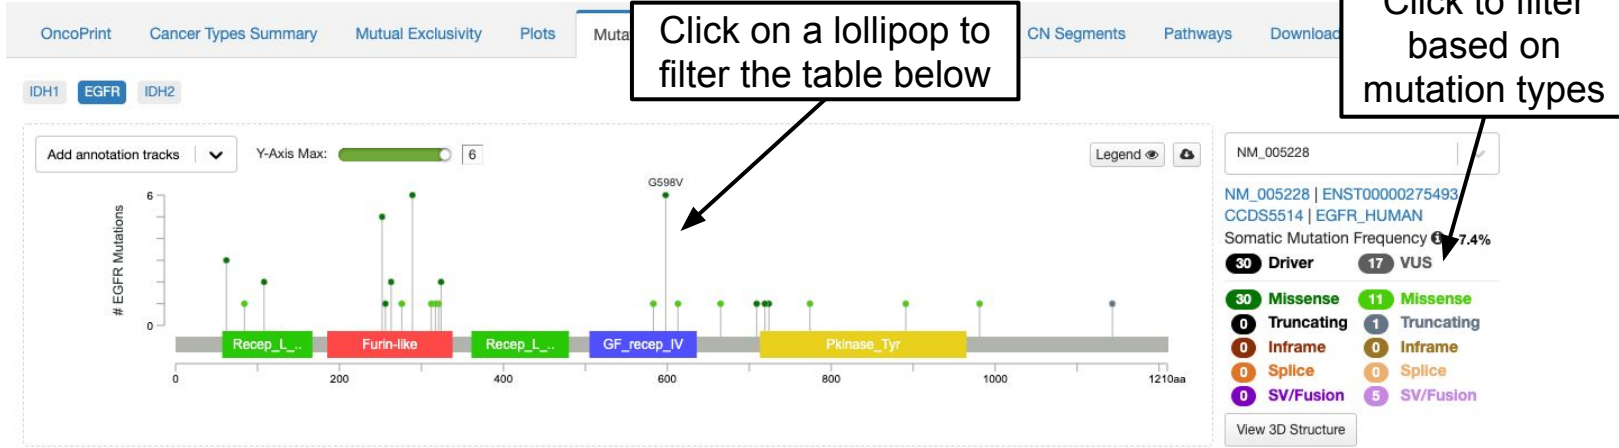 OncoPrint Cancer Types Summary Mutual Exclusivity Plots CN Segments Pathways
Click on a lollipop to
filter the table below
Click to filter
based on
mutation types
IDH1 EGFR IDH2
Add annotation tracks Y-Axis Max: 6 Legend
NM_005228
G598V
# EGFR Mutations
6
0
Recep_L_.. Furin-like Recep_L_.. GF_recep_IV Pkinase_Tyr
0 200 400 600 800 1000 1210aa
NM_005228 | ENST00000275493
CCDS5514 | EGFR_HUMAN
Somatic Mutation Frequency 7.4%
30 Driver 17 VUS
30 Missense 11 Missense
0 Truncating 1 Truncating
0 Inframe 0 Inframe
0 Splice 0 Splice
0 SV/Fusion 5 SV/Fusion
View 3D Structure